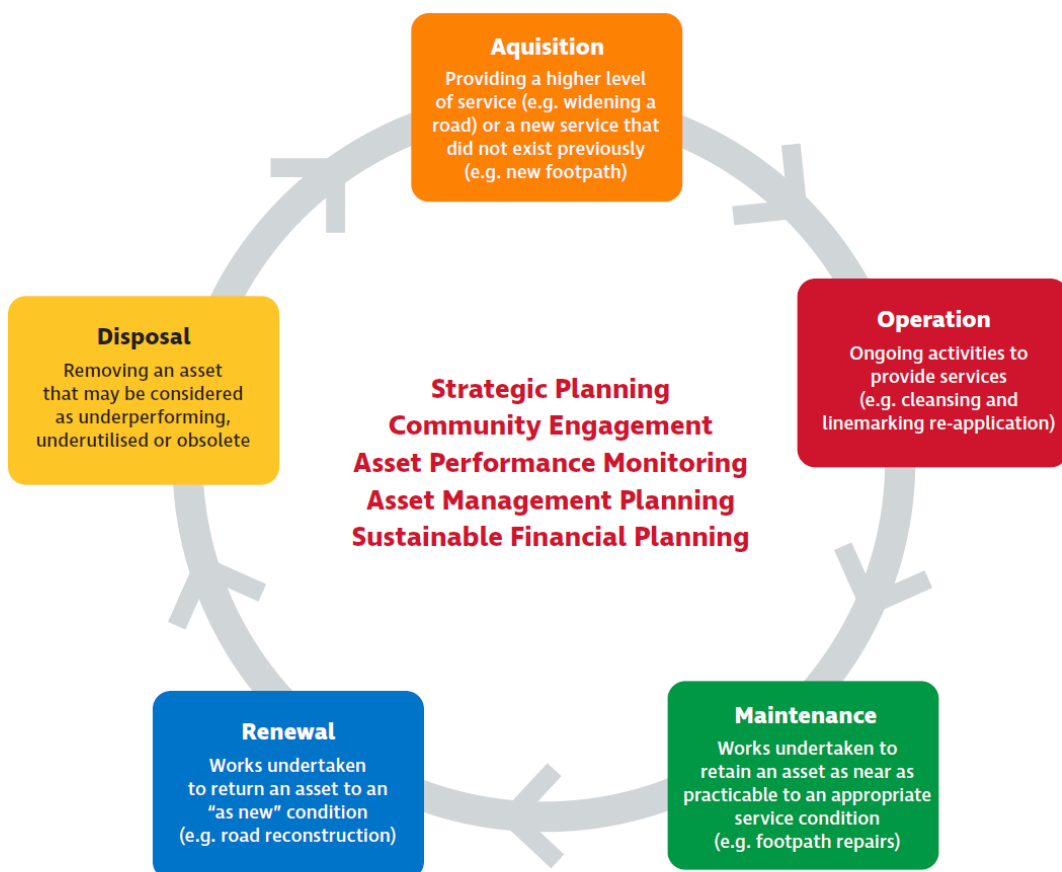 Aquisition
Providing a higher level
of service (e.g. widening a
road) or a new service that
did not exist previously
(e.g. new footpath)
Operation
Ongoing activities to
provide services
(e.g. cleansing and
linemarking re-application)
Maintenance
Works undertaken to
retain an asset as near as
practicable to an appropriate
service condition
(e.g. footpath repairs)
Renewal
Works undertaken
to return an asset to an
“as new” condition
(e.g. road reconstruction)
Disposal
Removing an asset
that may be considered
as underperforming,
underutilised or obsolete
Strategic Planning
Community Engagement
Asset Performance Monitoring
Asset Management Planning
Sustainable Financial Planning